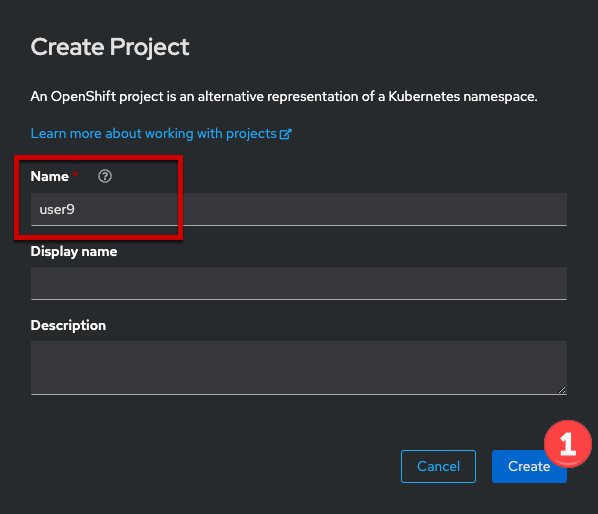 Create Project
An OpenShift project is an alternative representation of a Kubernetes namespace.
Learn more about working with projects
Name *
user9
Display name
Description
Cancel
Create
1